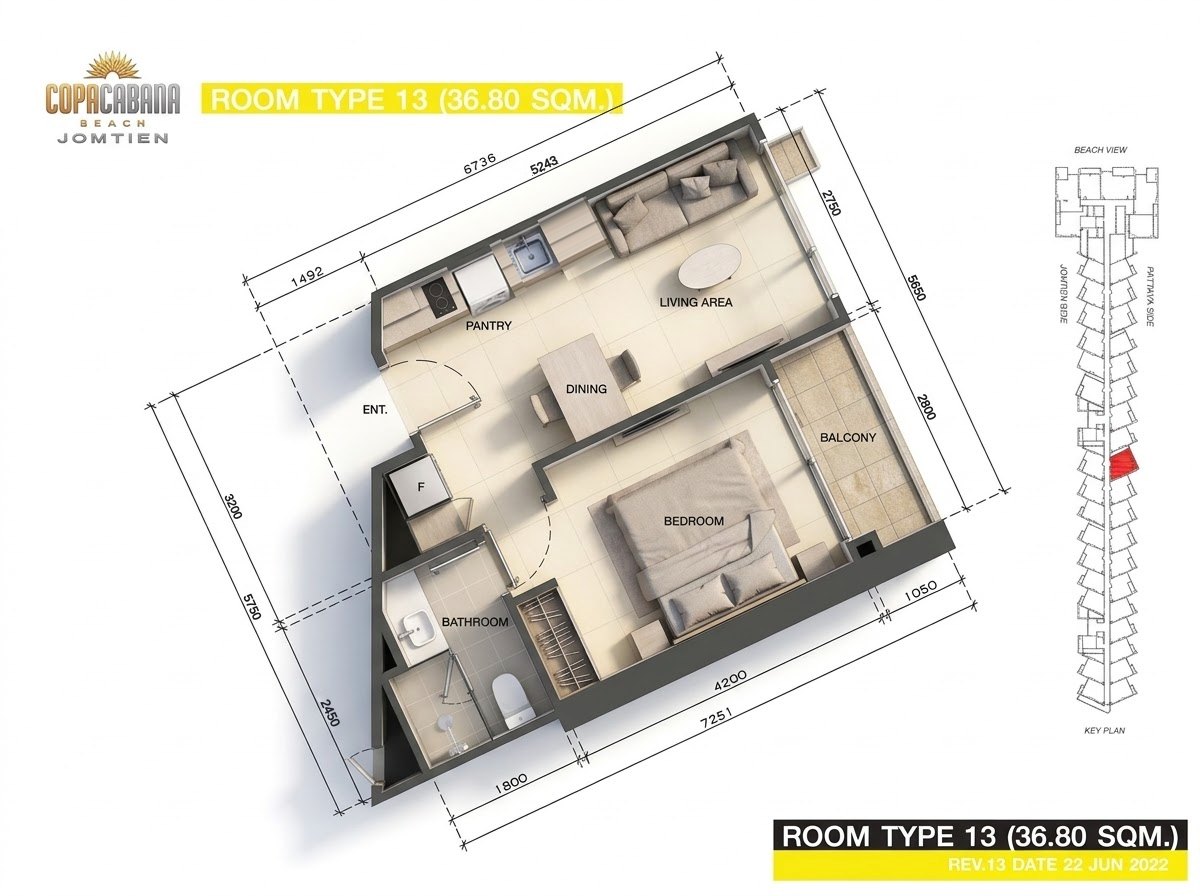 COPACABANA
BEACH
JOMTIEN
ROOM TYPE 13 (36.80 SQM.)
6736
5243
1492
2750
5650
2800
3200
5750
2450
1050
4200
7251
1800
PANTRY
LIVING AREA
DINING
ENT.
F
BALCONY
BEDROOM
BATHROOM
BEACH VIEW
JOMTIEN SIDE
PATTAYA SIDE
KEY PLAN
ROOM TYPE 13 (36.80 SQM.)
REV.13 DATE 22 JUN 2022